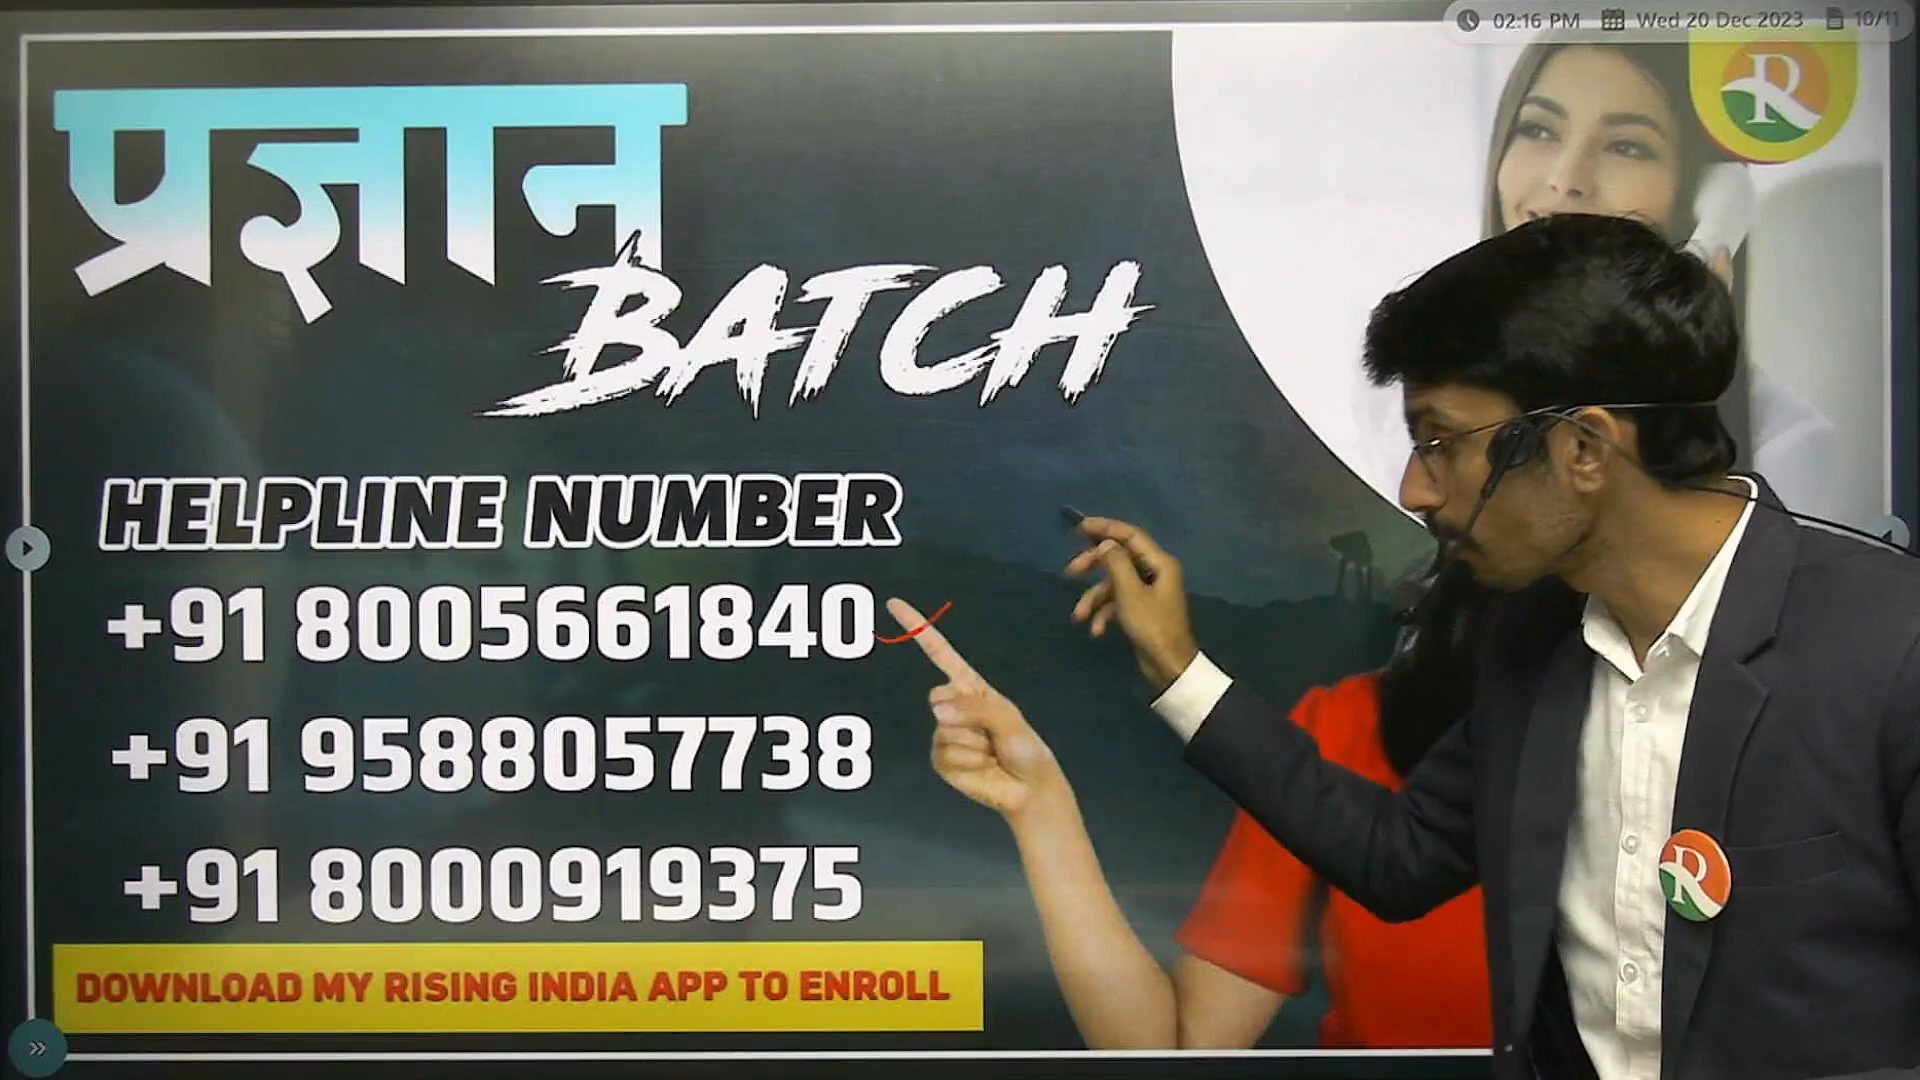 02:16 PM Wed 20 Dec 2023 10/11
R
प्रज्ञान
BATCH
HELPLINE NUMBER
+91 8005661840
+91 9588057738
+91 8000919375
DOWNLOAD MY RISING INDIA APP TO ENROLL
R